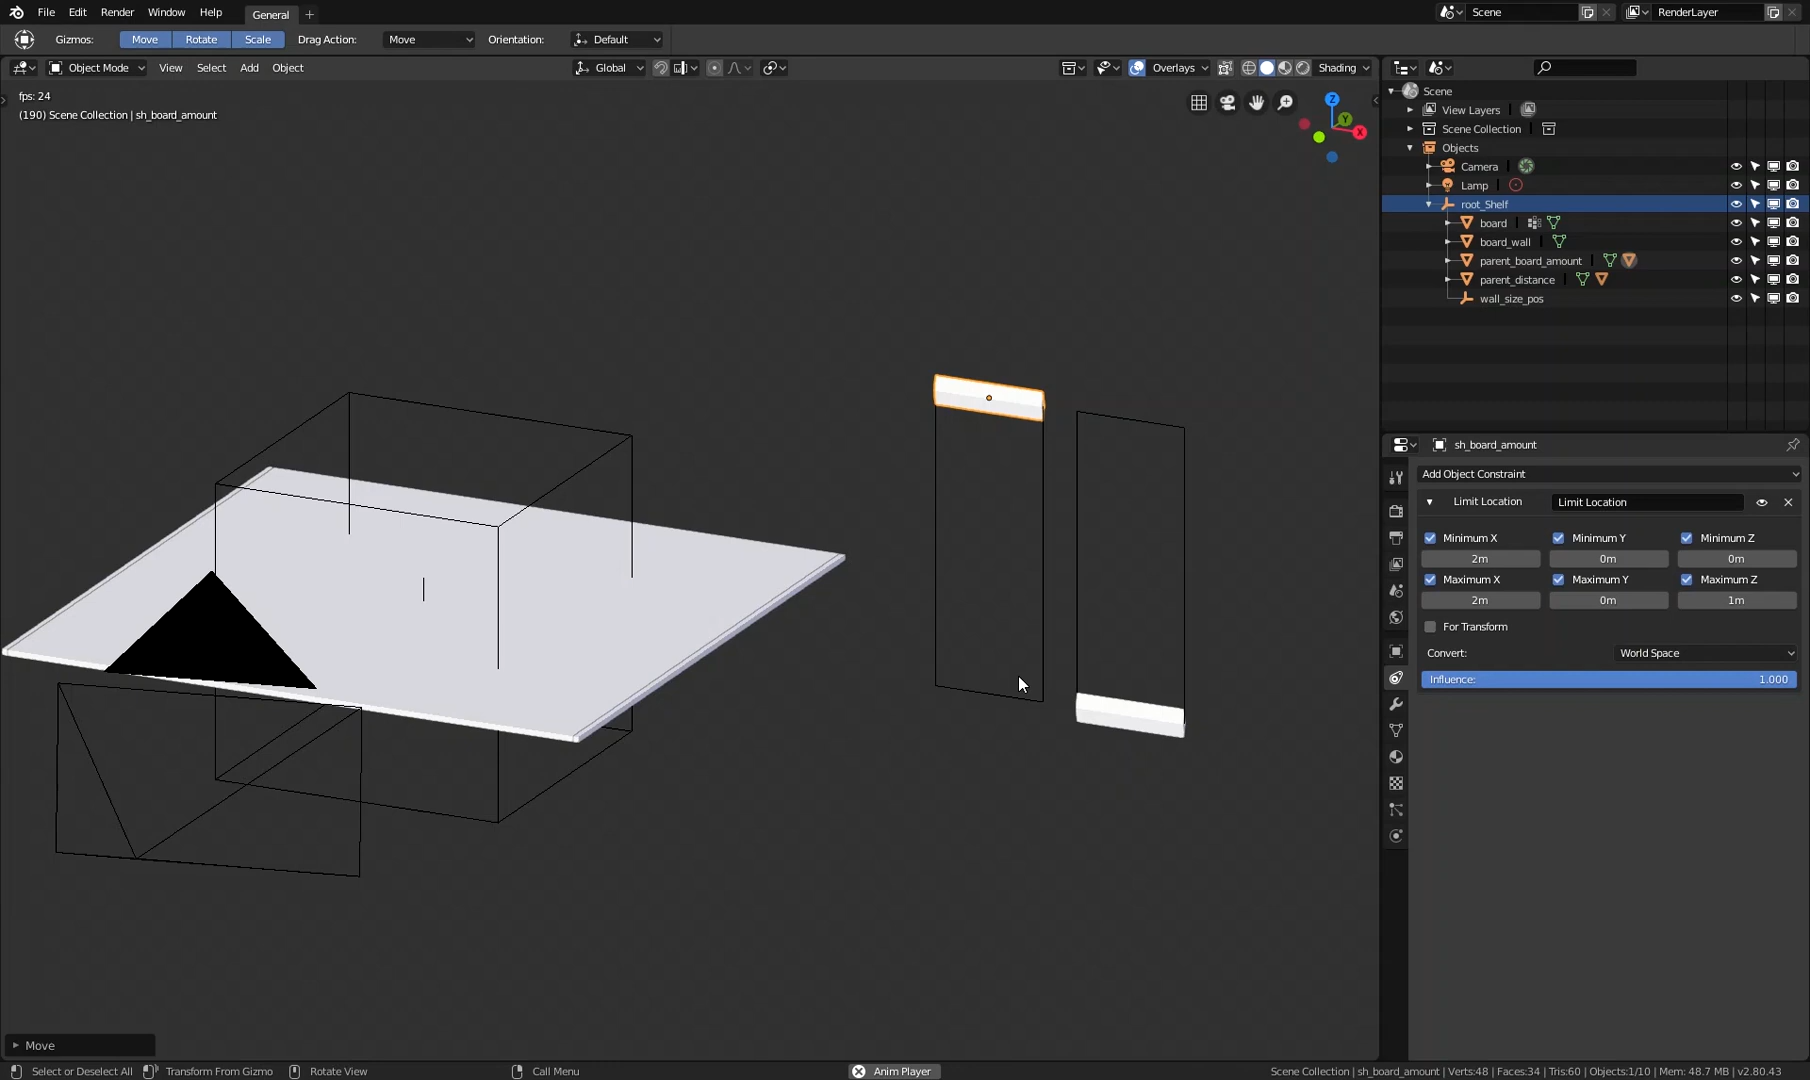 File Edit Render Window Help General + Scene RenderLayer
Gizmos: Move Rotate Scale Drag Action: Move Orientation: Default
Object Mode View Select Add Object Global Overlays Shading
fps: 24
(190) Scene Collection | sh_board_amount
Z
Y
X
Scene
View Layers
Scene Collection
Objects
Camera
Lamp
root_Shelf
board
board_wall
parent_board_amount
parent_distance
wall_size_pos
sh_board_amount
Add Object Constraint
Limit Location Limit Location
Minimum X Minimum Y Minimum Z
2m 0m 0m
Maximum X Maximum Y Maximum Z
2m 0m 1m
For Transform
Convert: World Space
Influence: 1.000
Move
Select or Deselect All Transform From Gizmo Rotate View Call Menu Anim Player Scene Collection | sh_board_amount | Verts:48 | Faces:34 | Tris:60 | Objects:1/10 | Mem: 48.7 MB | v2.80.43